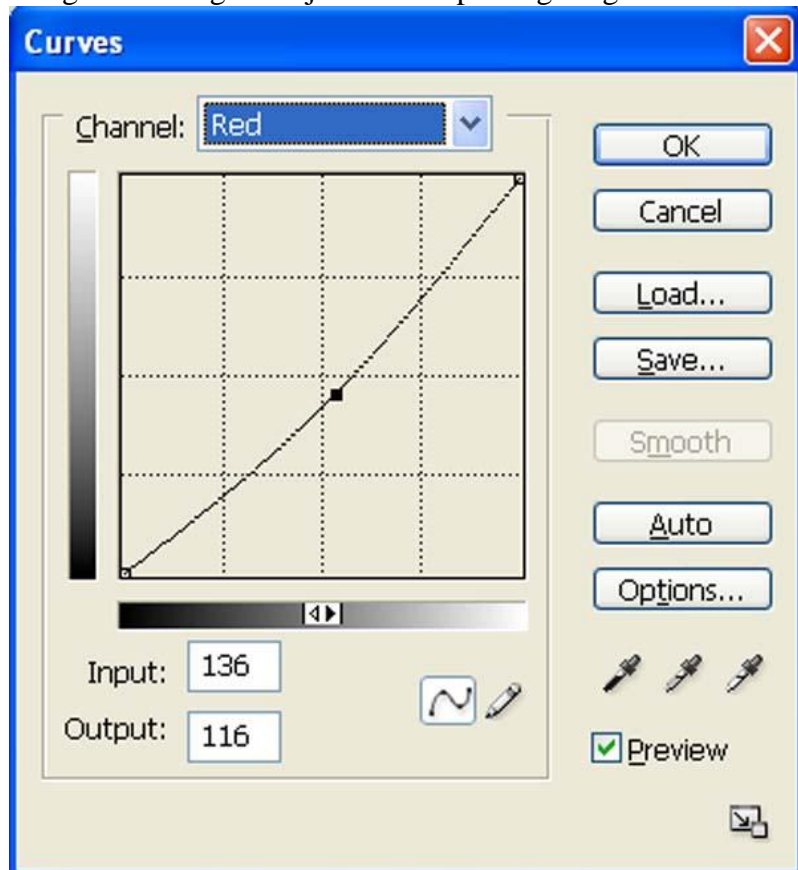 Curves
Channel: Red
OK
Cancel
Load...
Save...
Smooth
Auto
Options...
Input: 136
Output: 116
Preview